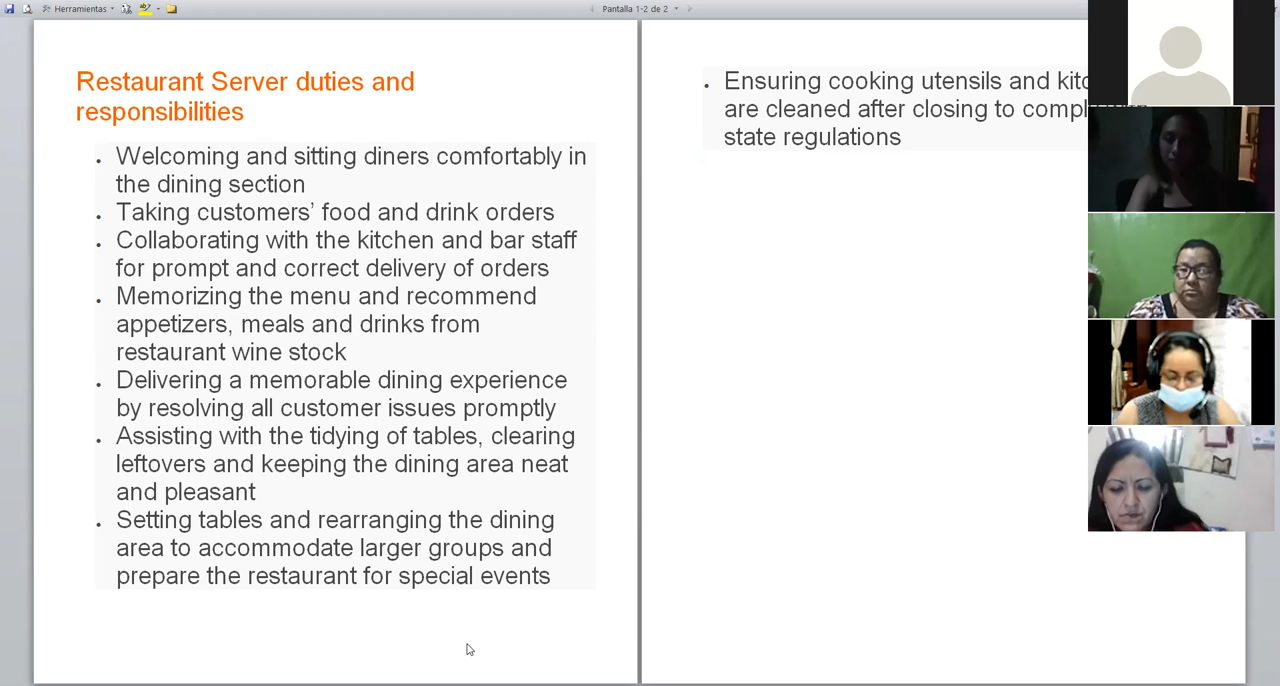 Herramientas
Pantalla 1-2 de 2
Restaurant Server duties and
responsibilities
Welcoming and sitting diners comfortably in
the dining section
Taking customers’ food and drink orders
Collaborating with the kitchen and bar staff
for prompt and correct delivery of orders
Memorizing the menu and recommend
appetizers, meals and drinks from
restaurant wine stock
Delivering a memorable dining experience
by resolving all customer issues promptly
Assisting with the tidying of tables, clearing
leftovers and keeping the dining area neat
and pleasant
Setting tables and rearranging the dining
area to accommodate larger groups and
prepare the restaurant for special events
Ensuring cooking utensils and
are cleaned after closing to
state regulations